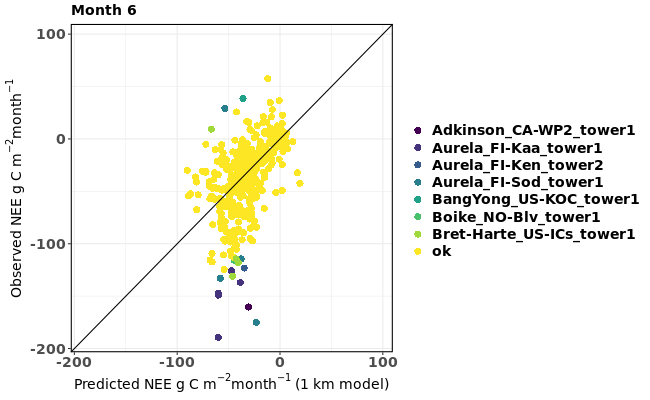 Month 6
100
0
-100
-200
-200
-100
0
100
Observed NEE g C m⁻²month⁻¹
Predicted NEE g C m⁻²month⁻¹ (1 km model)
Adkinson_CA-WP2_tower1
Aurela_FI-Kaa_tower1
Aurela_FI-Ken_tower2
Aurela_FI-Sod_tower1
BangYong_US-KOC_tower1
Boike_NO-Blv_tower1
Bret-Harte_US-ICs_tower1
ok